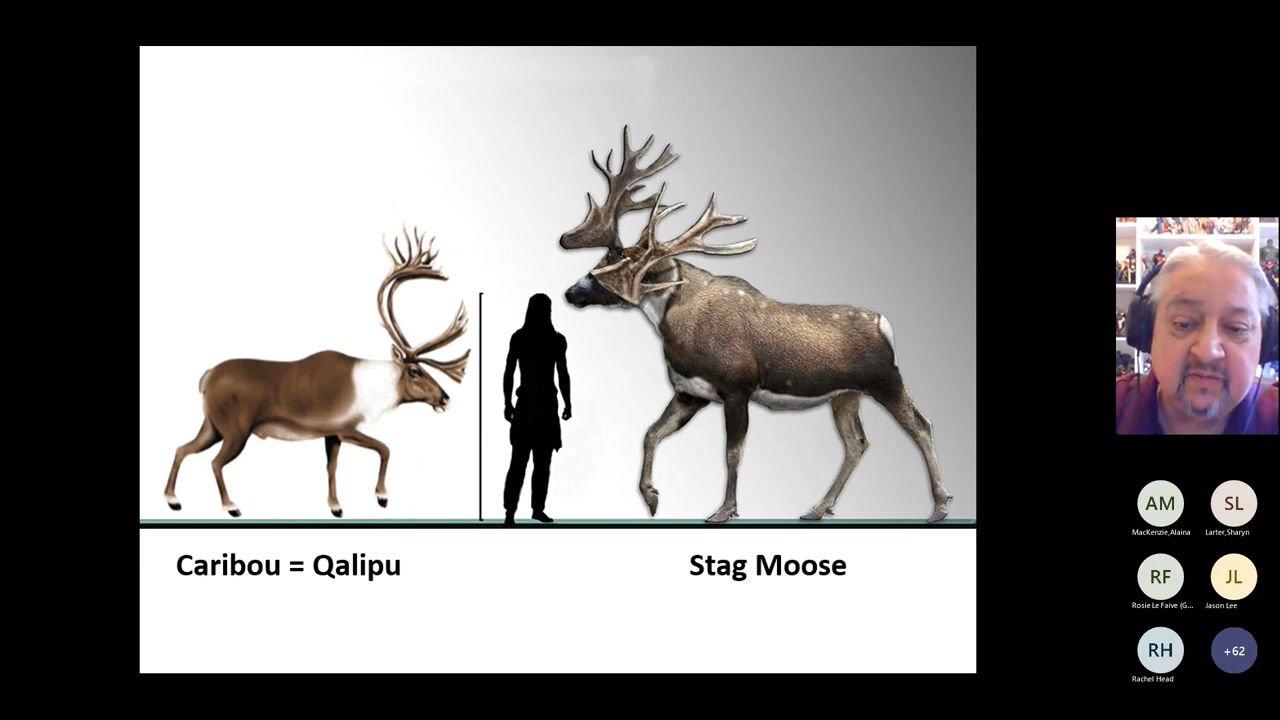 Caribou = Qalipu
Stag Moose
AM
SL
MacKenzie,Alaina
Larter,Sharyn
RF
JL
Rosie Le Faive (G...
Jason Lee
RH
+62
Rachel Head